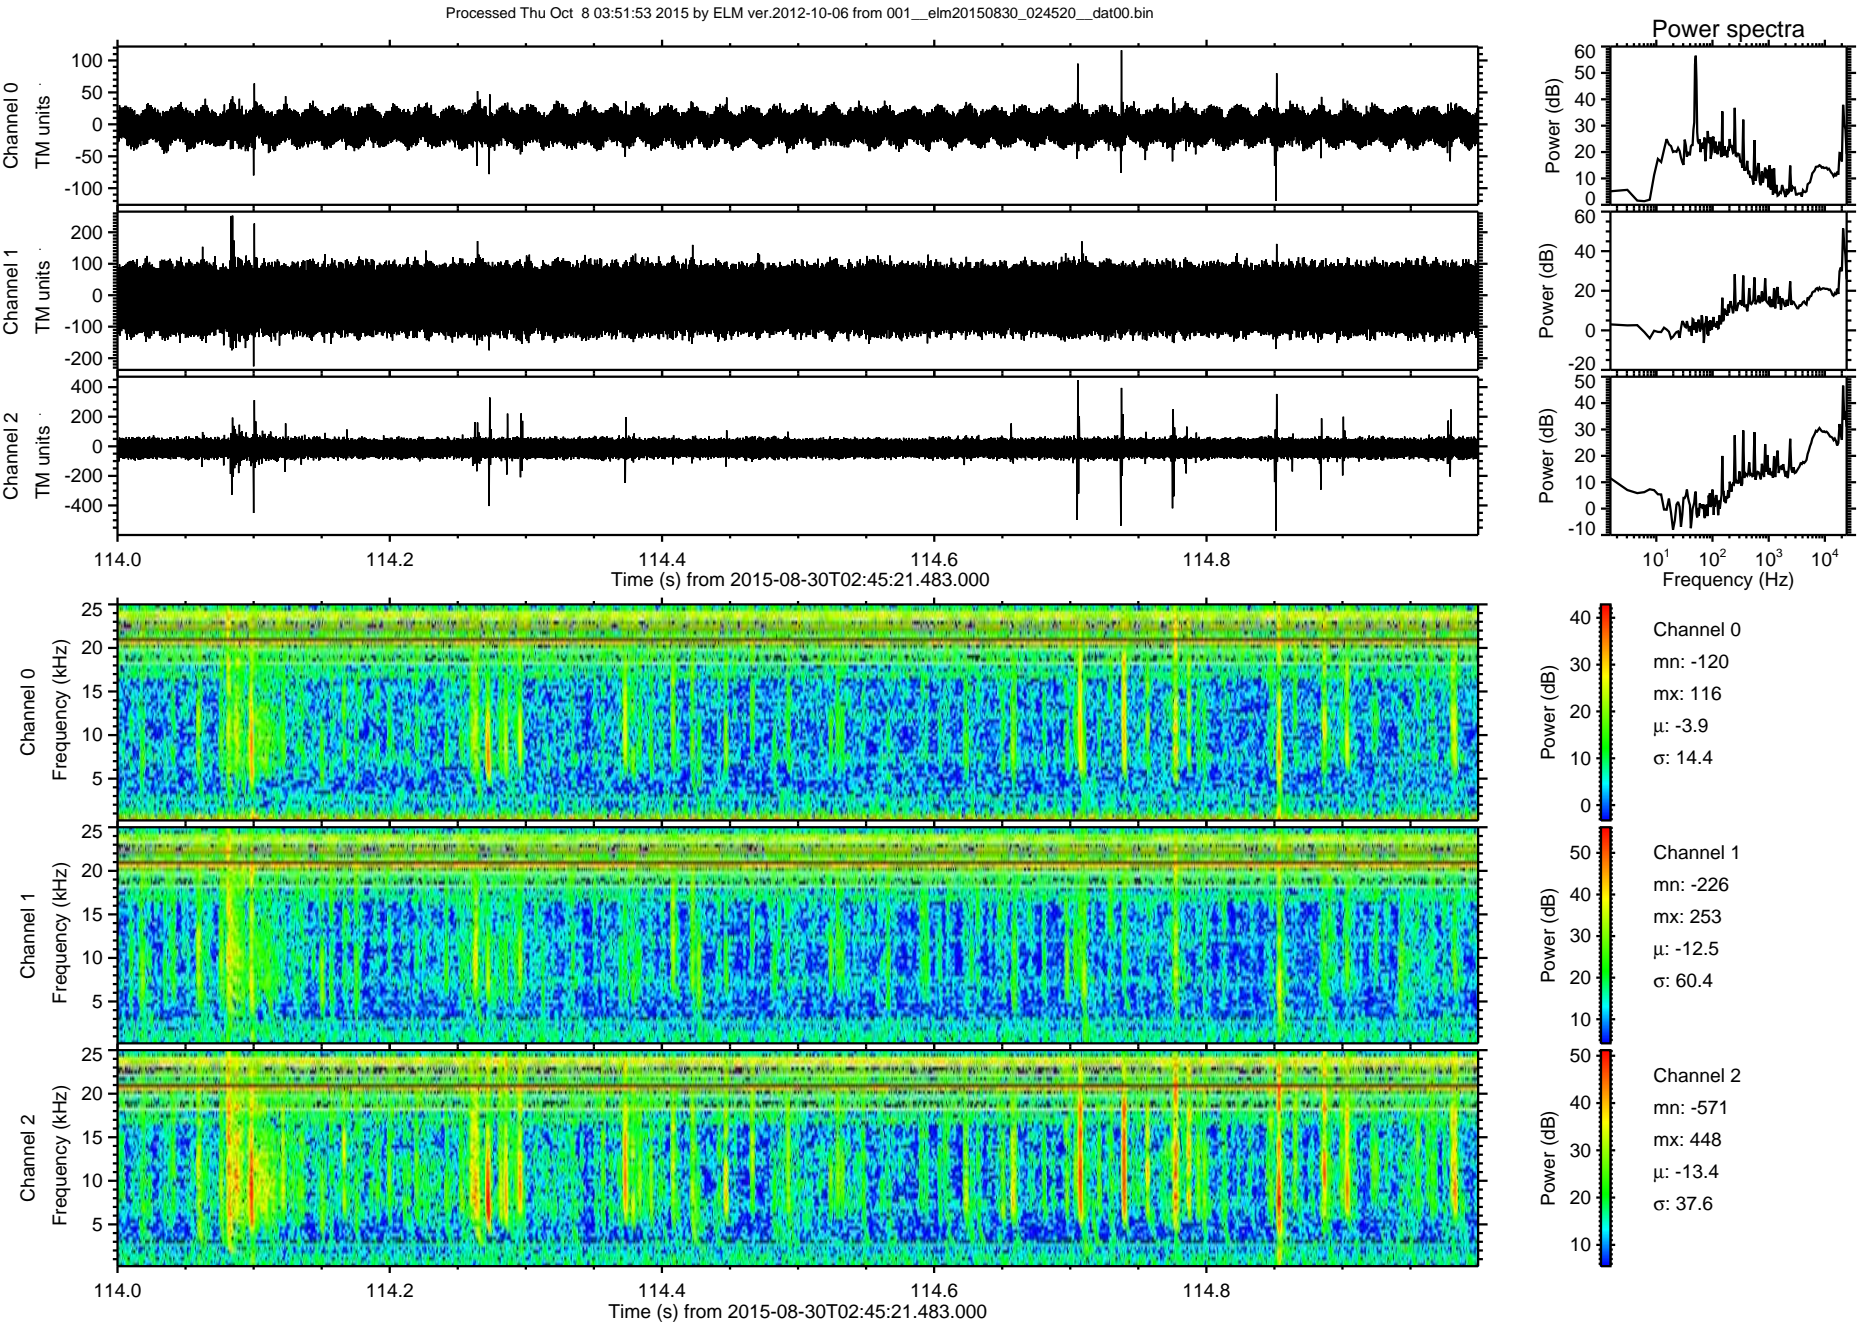 Processed Thu Oct  8 03:51:53 2015 by ELM ver.2012-10-06 from 001__elm20150830_024520__dat00.bin
Power spectra
Channel 0
TM units
100
50
0
-50
-100
Power (dB)
60
50
40
30
20
10
0
Channel 1
TM units
200
100
0
-100
-200
Power (dB)
60
40
20
0
-20
Channel 2
TM units
400
200
0
-200
-400
Power (dB)
50
40
30
20
10
0
-10
114.0 114.2 114.4 114.6 114.8
Time (s) from 2015-08-30T02:45:21.483.000
10¹ 10² 10³ 10⁴
Frequency (Hz)
Channel 0
Frequency (kHz)
25
20
15
10
5
Power (dB)
40
30
20
10
0
Channel 0
mn: -120
mx: 116
μ: -3.9
σ: 14.4
Channel 1
Frequency (kHz)
25
20
15
10
5
Power (dB)
50
40
30
20
10
Channel 1
mn: -226
mx: 253
μ: -12.5
σ: 60.4
Channel 2
Frequency (kHz)
25
20
15
10
5
Power (dB)
50
40
30
20
10
Channel 2
mn: -571
mx: 448
μ: -13.4
σ: 37.6
114.0 114.2 114.4 114.6 114.8
Time (s) from 2015-08-30T02:45:21.483.000